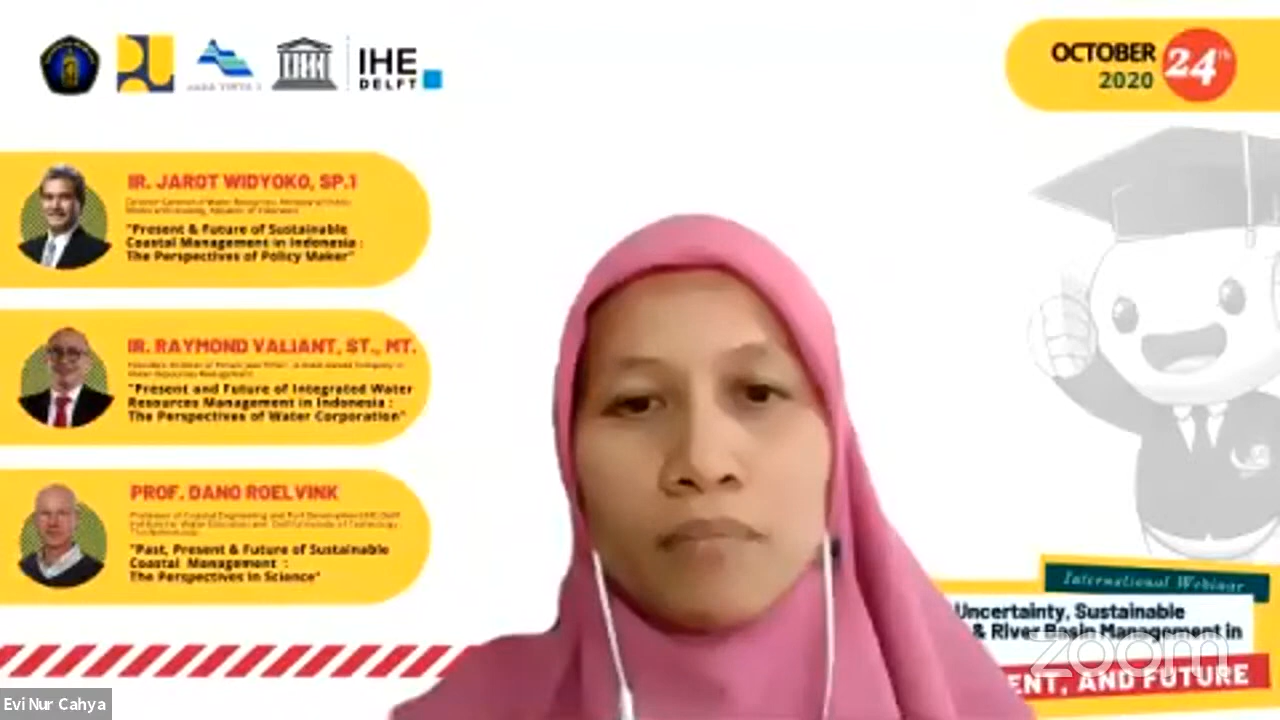 IHE
DELFT
OCTOBER
2020
24th
IR. JAROT WIDYOKO, SP.1
"Present & Future of Sustainable
Coastal Management in Indonesia :
The Perspectives of Policy Maker"
IR. RAYMOND VALIANT, ST., MT.
"Present and Future of Integrated Water
Resources Management in Indonesia :
The Perspectives of Water Corporation"
PROF. DANO ROELVINK
"Past, Present & Future of Sustainable
Coastal Management :
The Perspectives in Science"
International Webinar
Uncertainty, Sustainable
& River Basin Management in
ENT, AND FUTURE
zoom
Evi Nur Cahya